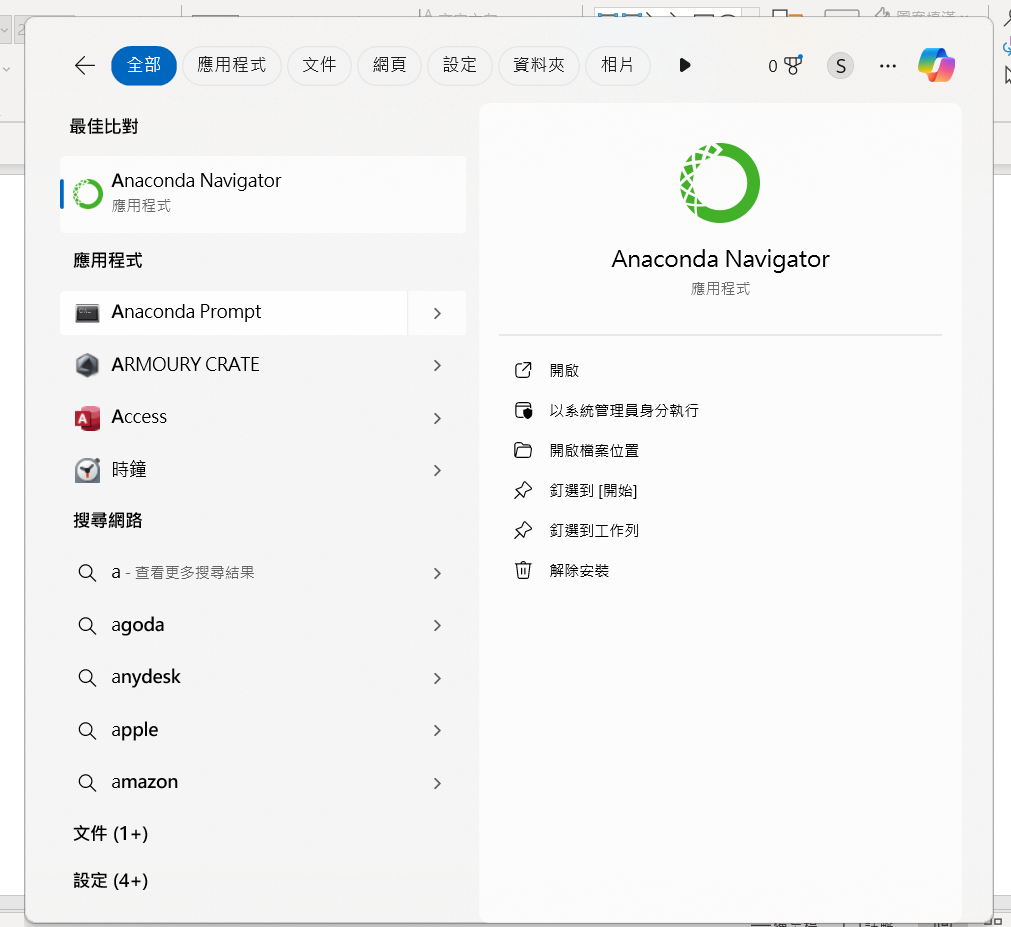 全部
應用程式
文件
網頁
設定
資料夾
相片
0
S
最佳比對
Anaconda Navigator
應用程式
應用程式
Anaconda Prompt
ARMOURY CRATE
Access
時鐘
搜尋網路
a - 查看更多搜尋結果
agoda
anydesk
apple
amazon
文件 (1+)
設定 (4+)
Anaconda Navigator
應用程式
開啟
以系統管理員身分執行
開啟檔案位置
釘選到 [開始]
釘選到工作列
解除安裝